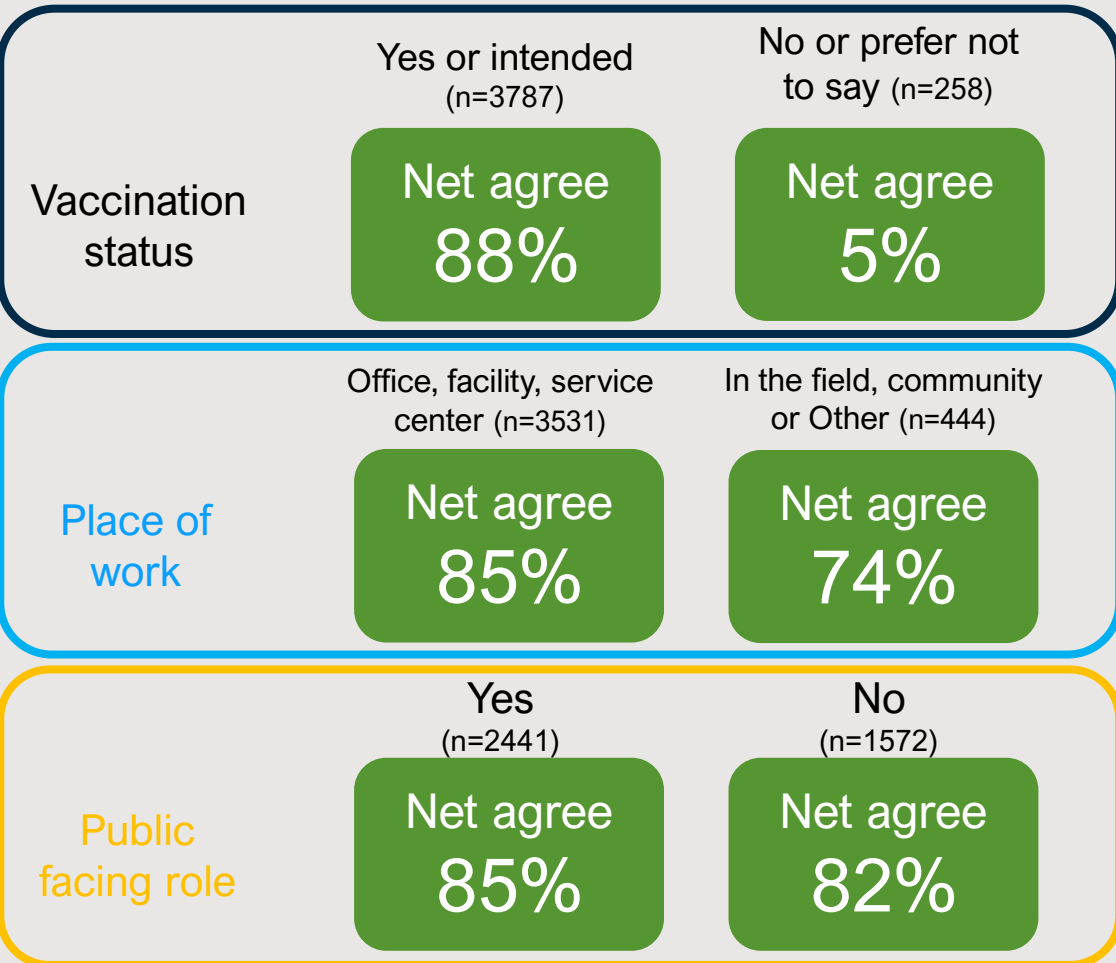 Vaccination
status
Yes or intended
(n=3787)
Net agree
88%
No or prefer not
to say (n=258)
Net agree
5%
Place of
work
Office, facility, service
center (n=3531)
Net agree
85%
In the field, community
or Other (n=444)
Net agree
74%
Public
facing role
Yes
(n=2441)
Net agree
85%
No
(n=1572)
Net agree
82%